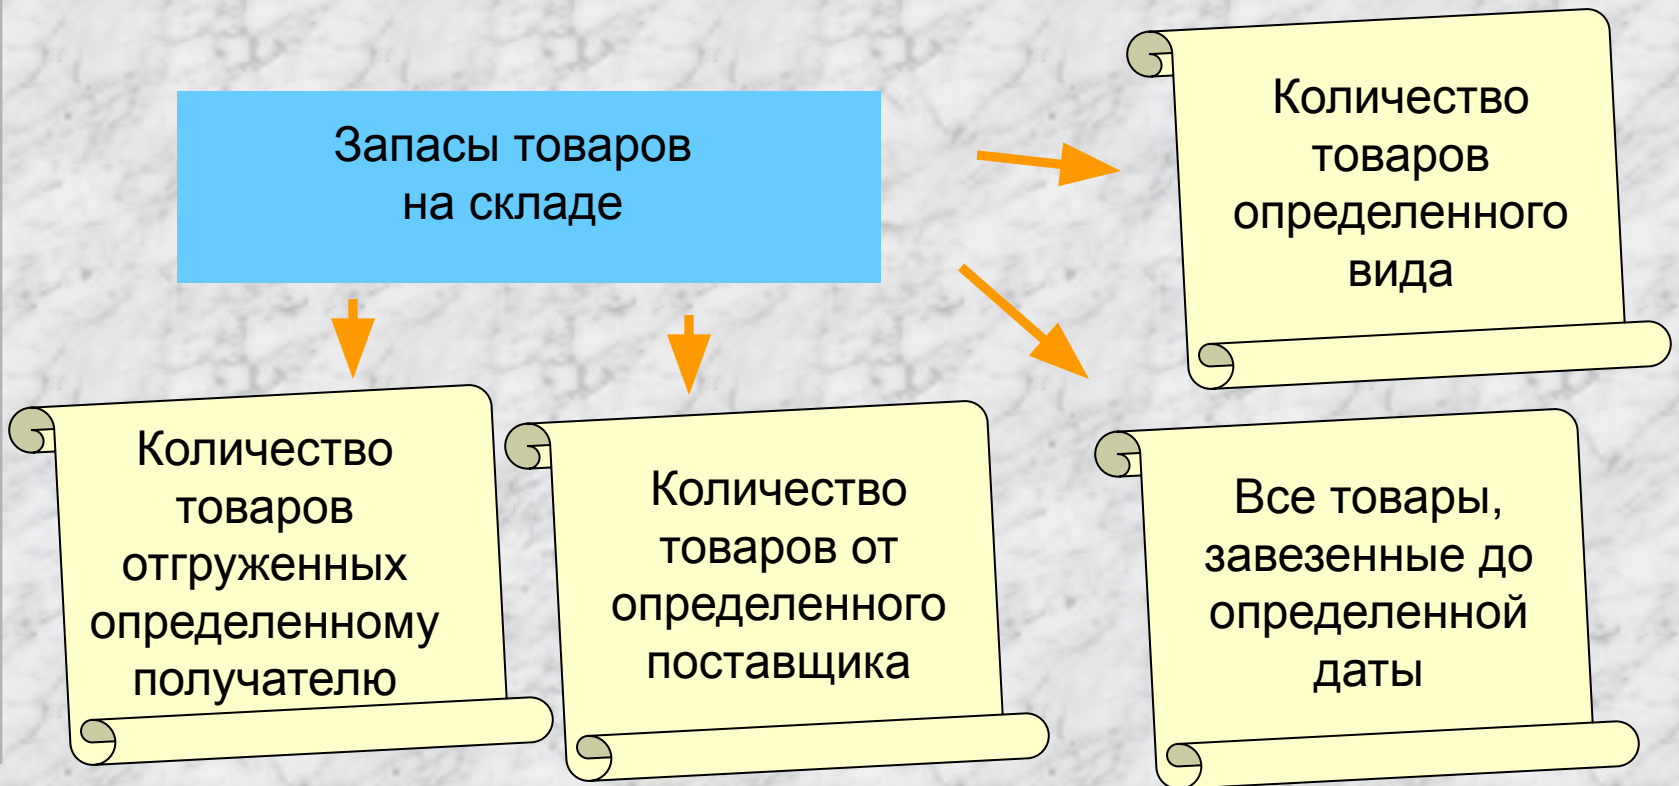 Запасы товаров
на складе
Количество
товаров
определенного
вида
Количество
товаров
отгруженных
определенному
получателю
Количество
товаров от
определенного
поставщика
Все товары,
завезенные до
определенной
даты